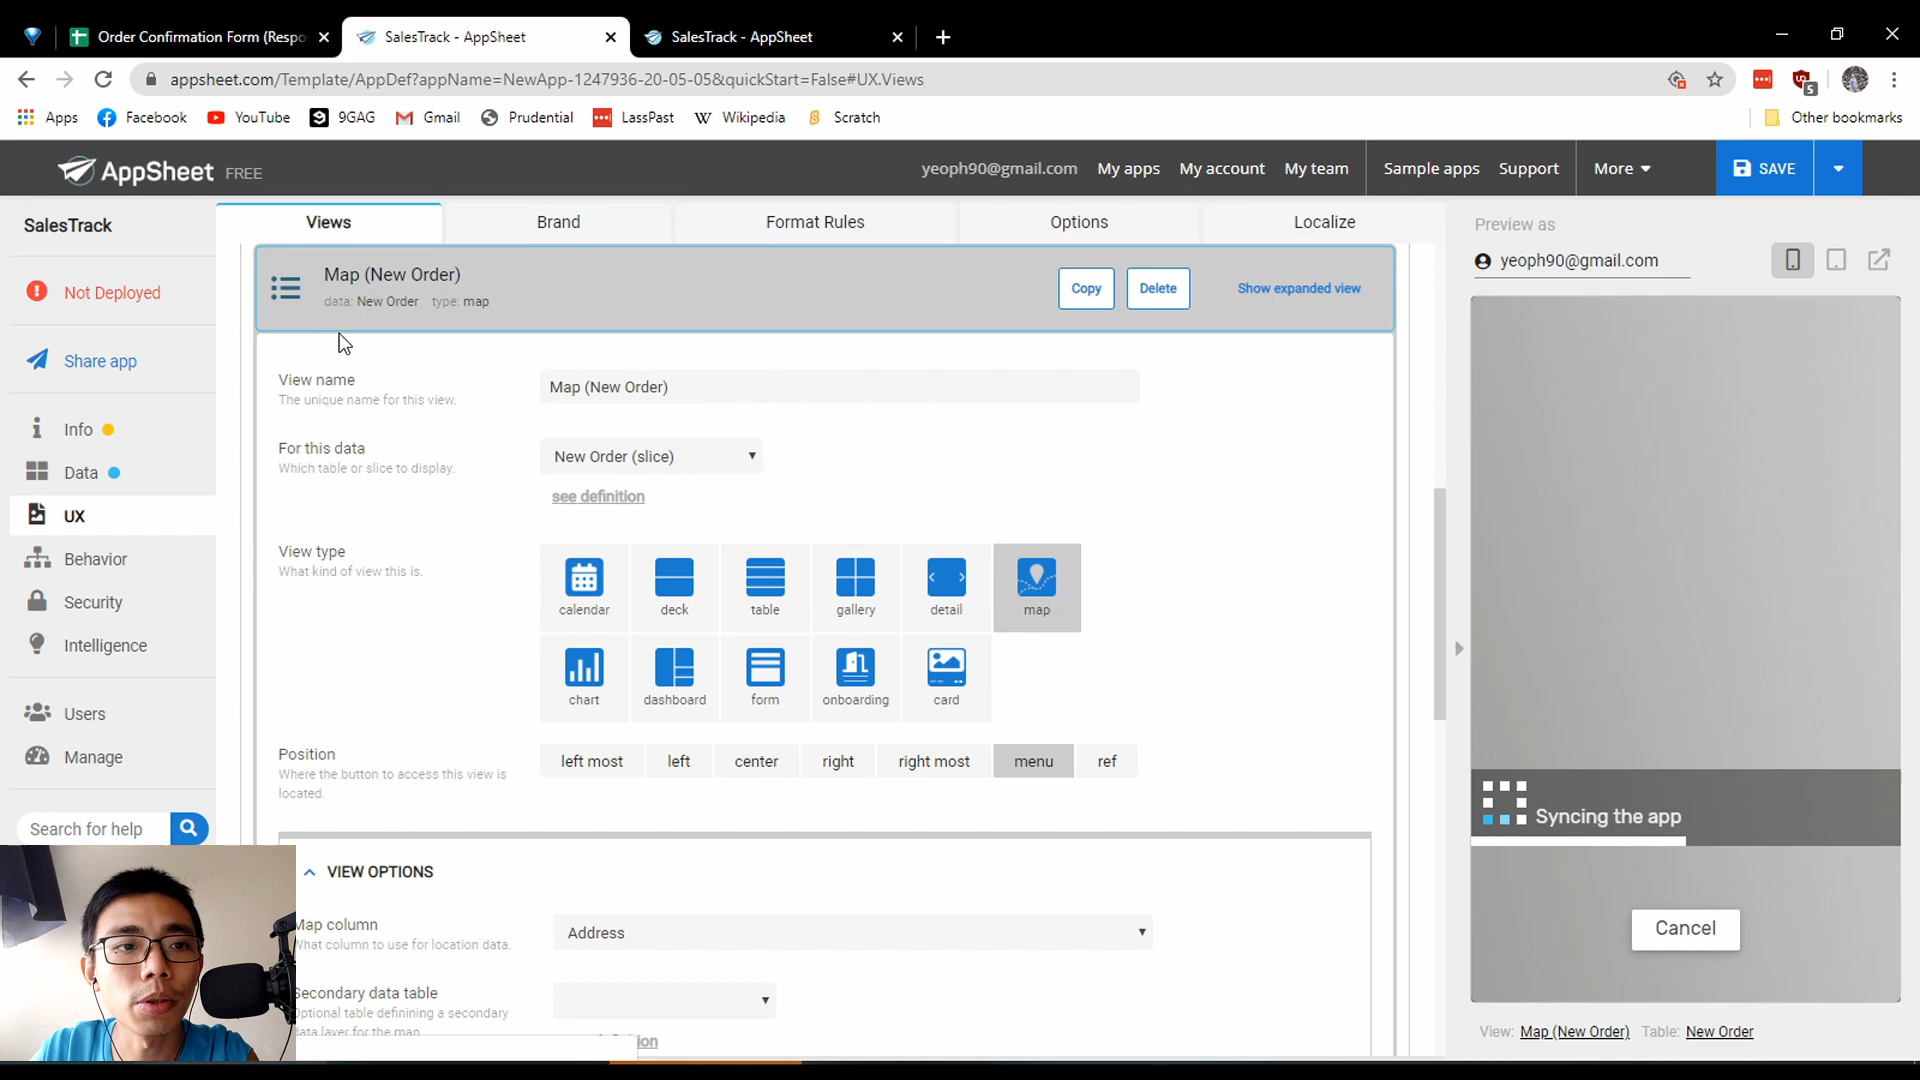 Order Confirmation Form (Respo
SalesTrack - AppSheet
SalesTrack - AppSheet
appsheet.com/Template/AppDef?appName=NewApp-1247936-20-05-05&quickStart=False#UX.Views
5
Apps
Facebook
YouTube
9GAG
Gmail
Prudential
LassPast
Wikipedia
Scratch
Other bookmarks
AppSheet FREE
yeoph90@gmail.com
My apps
My account
My team
Sample apps
Support
More
SAVE
SalesTrack
Not Deployed
Share app
Info
Data
UX
Behavior
Security
Intelligence
Users
Manage
Search for help
Views
Brand
Format Rules
Options
Localize
Map (New Order)
data: New Order type: map
Copy
Delete
Show expanded view
View name
The unique name for this view.
Map (New Order)
For this data
Which table or slice to display.
New Order (slice)
see definition
View type
What kind of view this is.
calendar
deck
table
gallery
detail
map
chart
dashboard
form
onboarding
card
Position
Where the button to access this view is
located.
left most
left
center
right
right most
menu
ref
VIEW OPTIONS
Map column
What column to use for location data.
Address
Secondary data table
Optional table definining a secondary
data layer for the map
Preview as
yeoph90@gmail.com
Syncing the app
Cancel
View: Map (New Order) Table: New Order